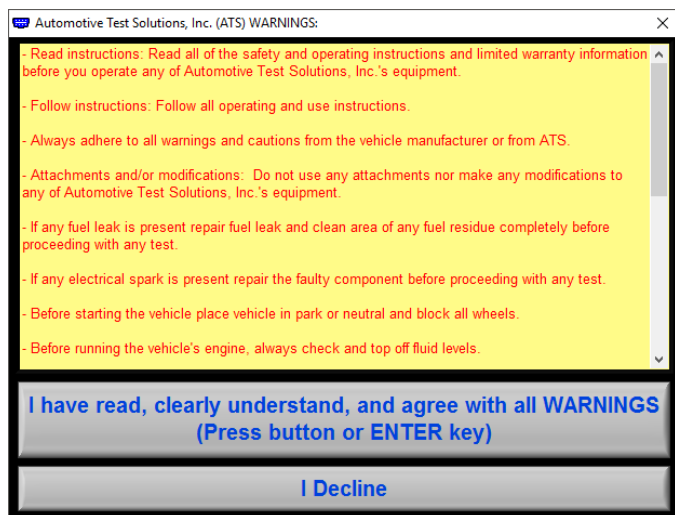 Automotive Test Solutions, Inc. (ATS) WARNINGS:
- Read instructions: Read all of the safety and operating instructions and limited warranty information
before you operate any of Automotive Test Solutions, Inc.'s equipment.
- Follow instructions: Follow all operating and use instructions.
- Always adhere to all warnings and cautions from the vehicle manufacturer or from ATS.
- Attachments and/or modifications: Do not use any attachments nor make any modifications to
any of Automotive Test Solutions, Inc.'s equipment.
- If any fuel leak is present repair fuel leak and clean area of any fuel residue completely before
proceeding with any test.
- If any electrical spark is present repair the faulty component before proceeding with any test.
- Before starting the vehicle place vehicle in park or neutral and block all wheels.
- Before running the vehicle's engine, always check and top off fluid levels.
I have read, clearly understand, and agree with all WARNINGS
(Press button or ENTER key)
I Decline